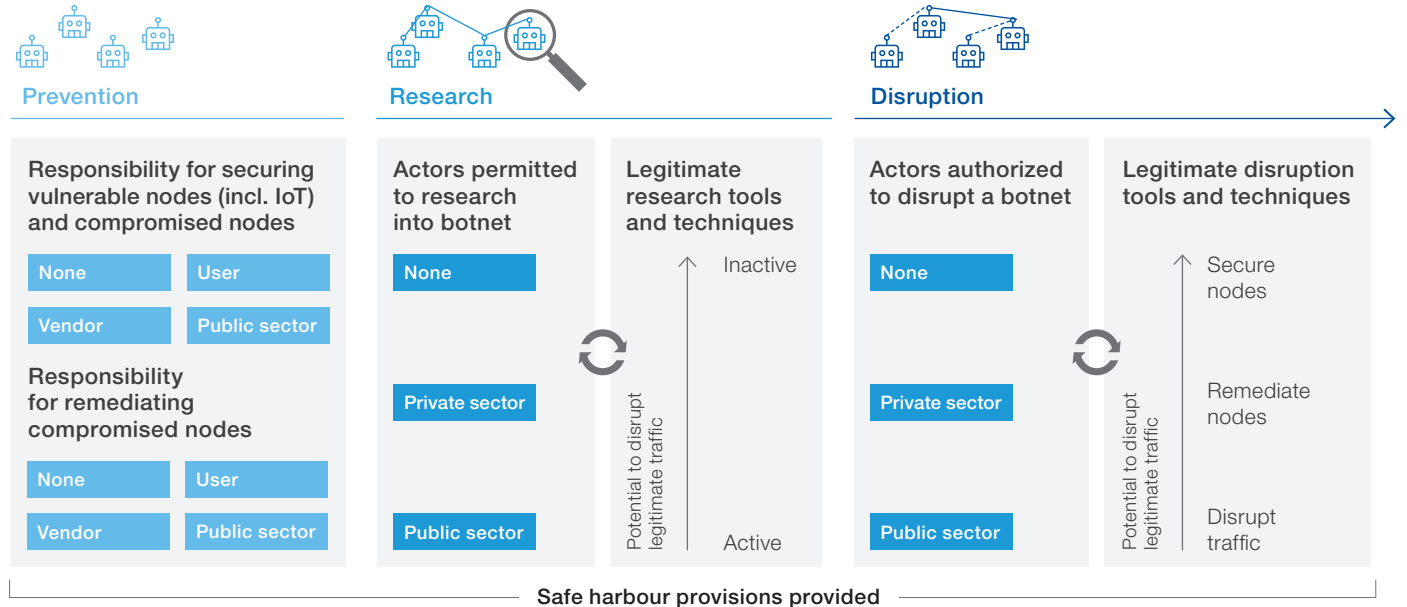 Prevention
Responsibility for securing
vulnerable nodes (incl. IoT)
and compromised nodes
None
User
Vendor
Public sector
Responsibility
for remediating
compromised nodes
None
User
Vendor
Public sector
Research
Actors permitted
to research
into botnet
None
Private sector
Public sector
Legitimate
research tools
and techniques
Inactive
Potential to disrupt
legitimate traffic
Active
Disruption
Actors authorized
to disrupt a botnet
None
Private sector
Public sector
Legitimate disruption
tools and techniques
Secure
nodes
Remediate
nodes
Potential to disrupt
legitimate traffic
Disrupt
traffic
Safe harbour provisions provided